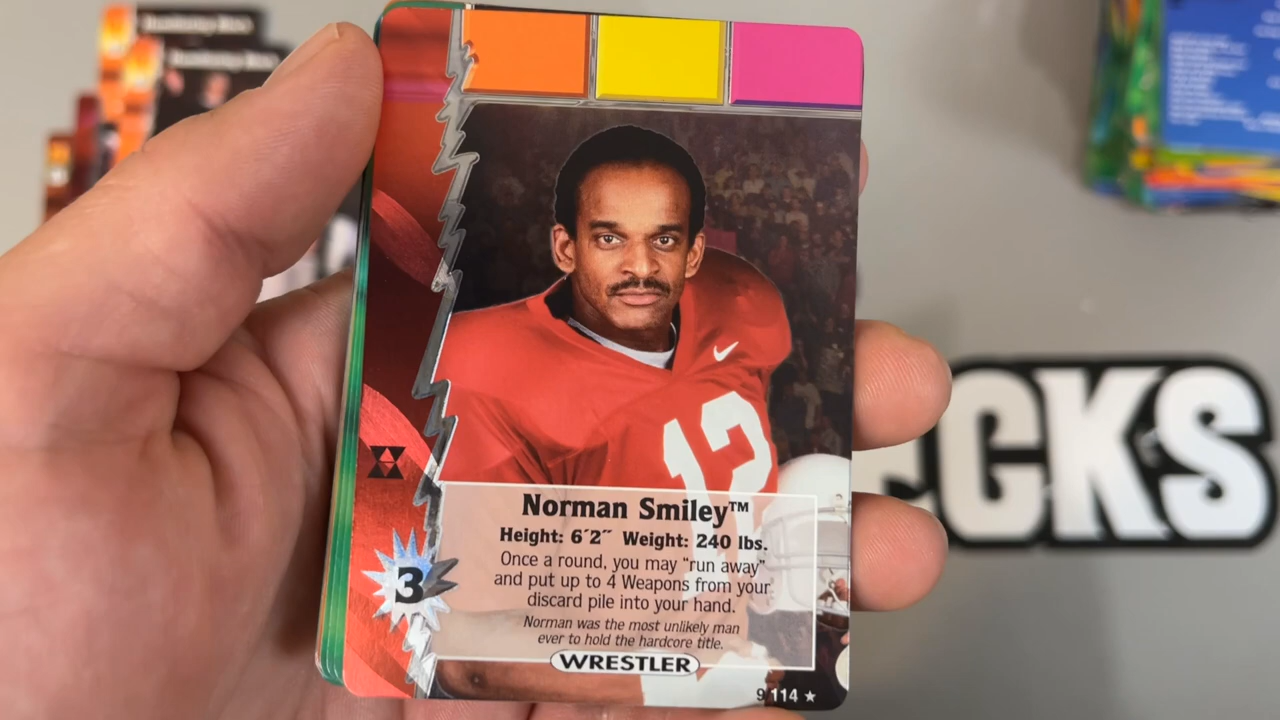 12
Norman Smiley™
Height: 6´2˝ Weight: 240 lbs.
3
Once a round, you may “run away”
and put up to 4 Weapons from your
discard pile into your hand.
Norman was the most unlikely man
ever to hold the hardcore title.
WRESTLER
9/114 ★
CKS